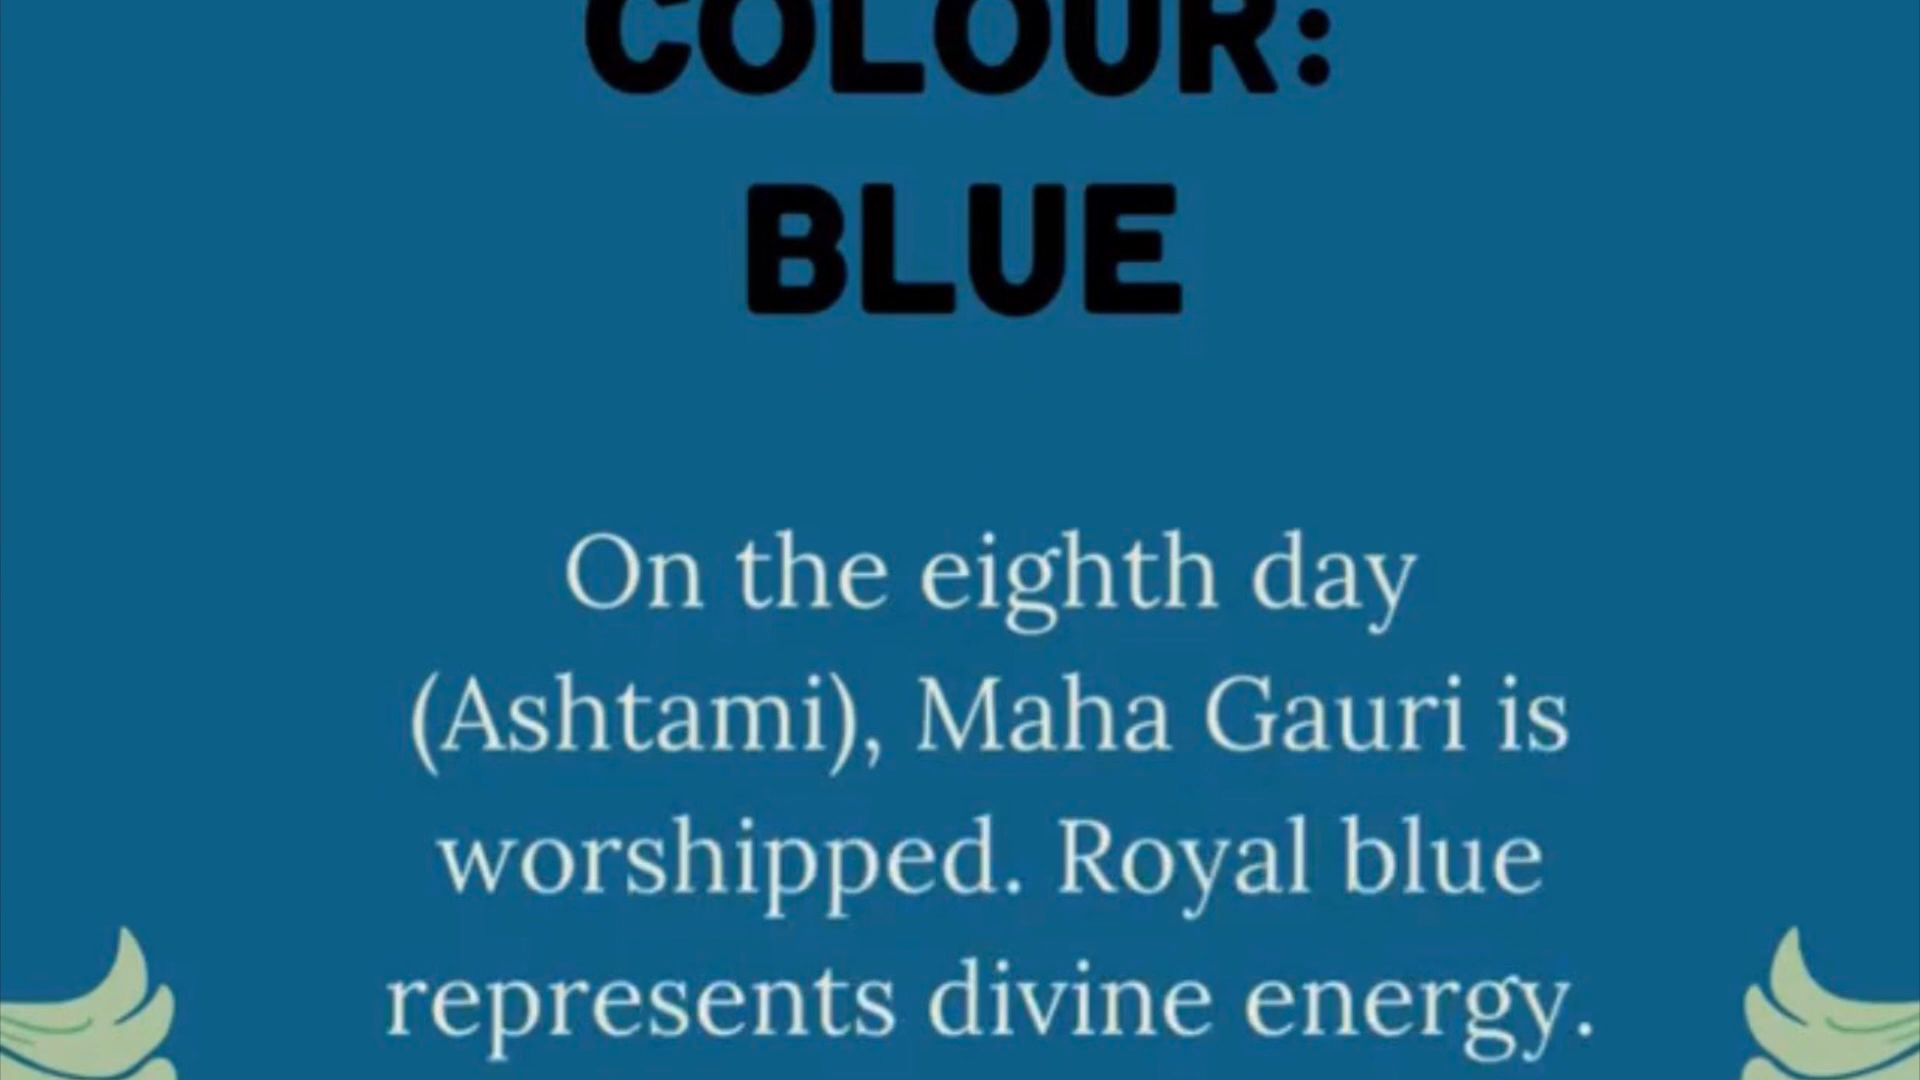 COLOUR:
BLUE
On the eighth day
(Ashtami), Maha Gauri is
worshipped. Royal blue
represents divine energy.